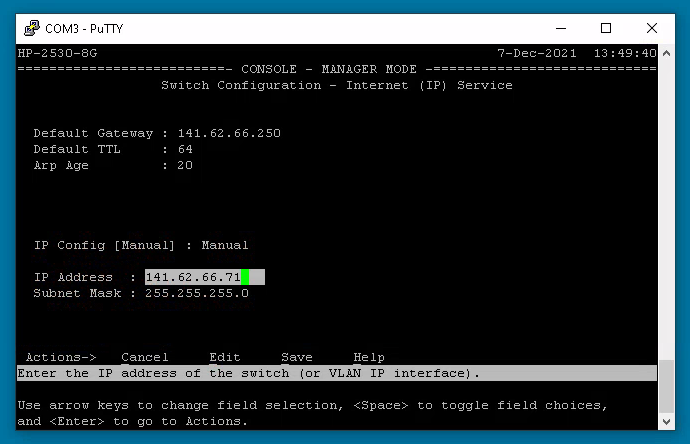 COM3 - PuTTY
HP-2530-8G 7-Dec-2021 13:49:40
==========================- CONSOLE - MANAGER MODE -============================
Switch Configuration - Internet (IP) Service
Default Gateway : 141.62.66.250
Default TTL : 64
Arp Age : 20
IP Config [Manual] : Manual
IP Address : 141.62.66.71
Subnet Mask : 255.255.255.0
Actions-> Cancel Edit Save Help
Enter the IP address of the switch (or VLAN IP interface).
Use arrow keys to change field selection, <Space> to toggle field choices,
and <Enter> to go to Actions.